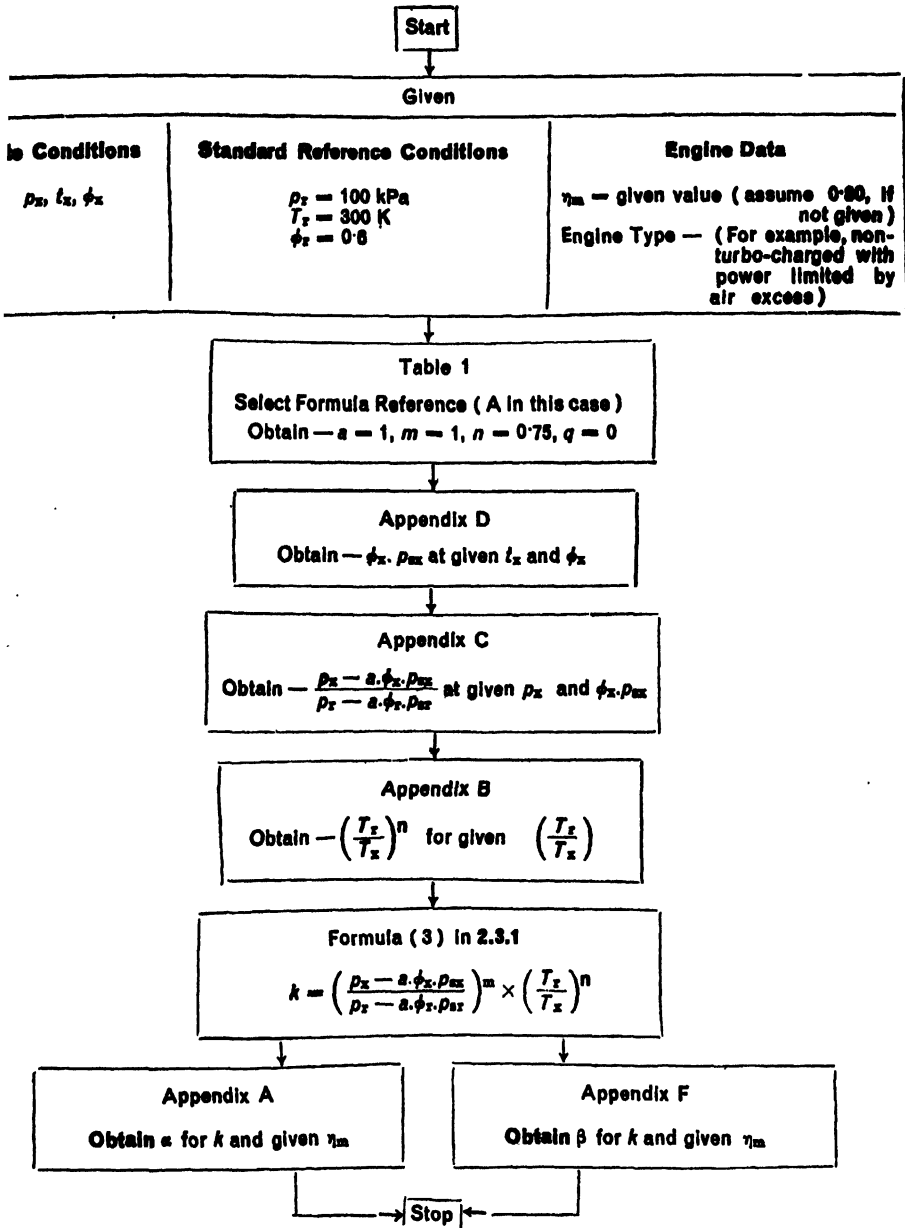 Start
Given
le Conditions
pₓ, tₓ, ϕₓ
Standard Reference Conditions
pᵣ = 100 kPa
Tᵣ = 300 K
ϕᵣ = 0·6
Engine Data
ηₘ — given value ( assume 0·80, if
not given )
Engine Type — (For example, non-
turbo-charged with
power limited by
air excess )
Table 1
Select Formula Reference ( A in this case )
Obtain — a = 1, m = 1, n = 0·75, q = 0
Appendix D
Obtain — ϕₓ. pₛₓ at given tₓ and ϕₓ
Appendix C
Obtain — (pₓ — a.ϕₓ.pₛₓ)/(pᵣ — a.ϕᵣ.pₛᵣ) at given pₓ and ϕₓ.pₛₓ
Appendix B
Obtain — (Tᵣ/Tₓ)ⁿ for given (Tᵣ/Tₓ)
Formula ( 3 ) in 2.3.1
k = ((pₓ — a.ϕₓ.pₛₓ)/(pᵣ — a.ϕᵣ.pₛᵣ))ᵐ × (Tᵣ/Tₓ)ⁿ
Appendix A
Obtain α for k and given ηₘ
Appendix F
Obtain β for k and given ηₘ
Stop